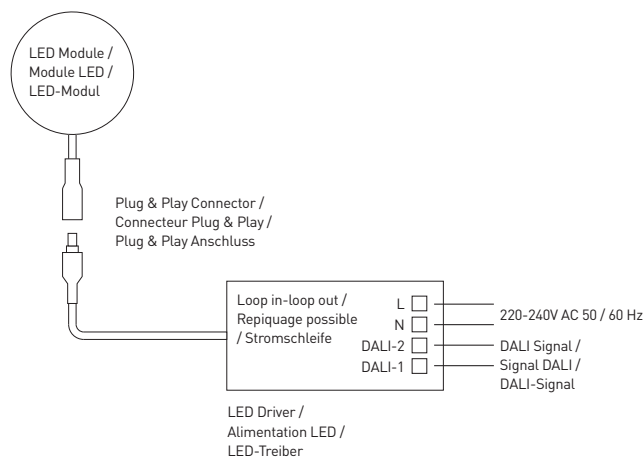 LED Module /
Module LED /
LED-Modul
Plug & Play Connector /
Connecteur Plug & Play /
Plug & Play Anschluss
Loop in-loop out /
Repiquage possible
/ Stromschleife
L
N
DALI-2
DALI-1
220-240V AC 50 / 60 Hz
DALI Signal /
Signal DALI /
DALI-Signal
LED Driver /
Alimentation LED /
LED-Treiber